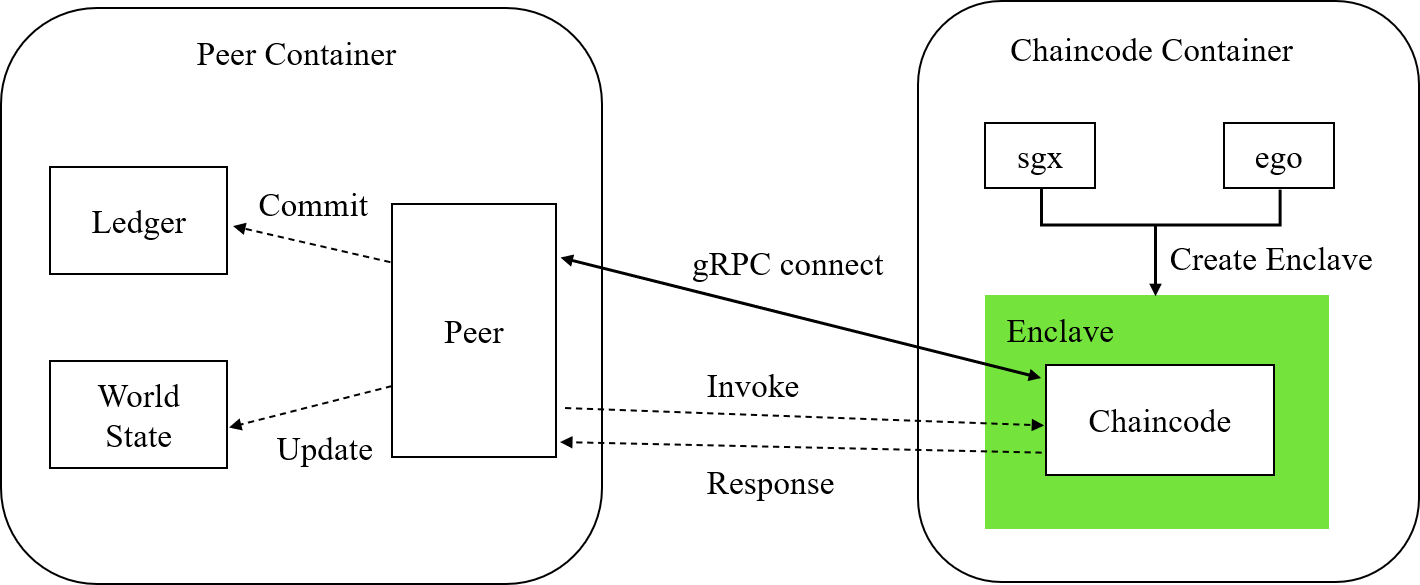 Peer Container
Ledger
Commit
Peer
World
State
Update
gRPC connect
Invoke
Response
Chaincode Container
sgx
ego
Create Enclave
Enclave
Chaincode